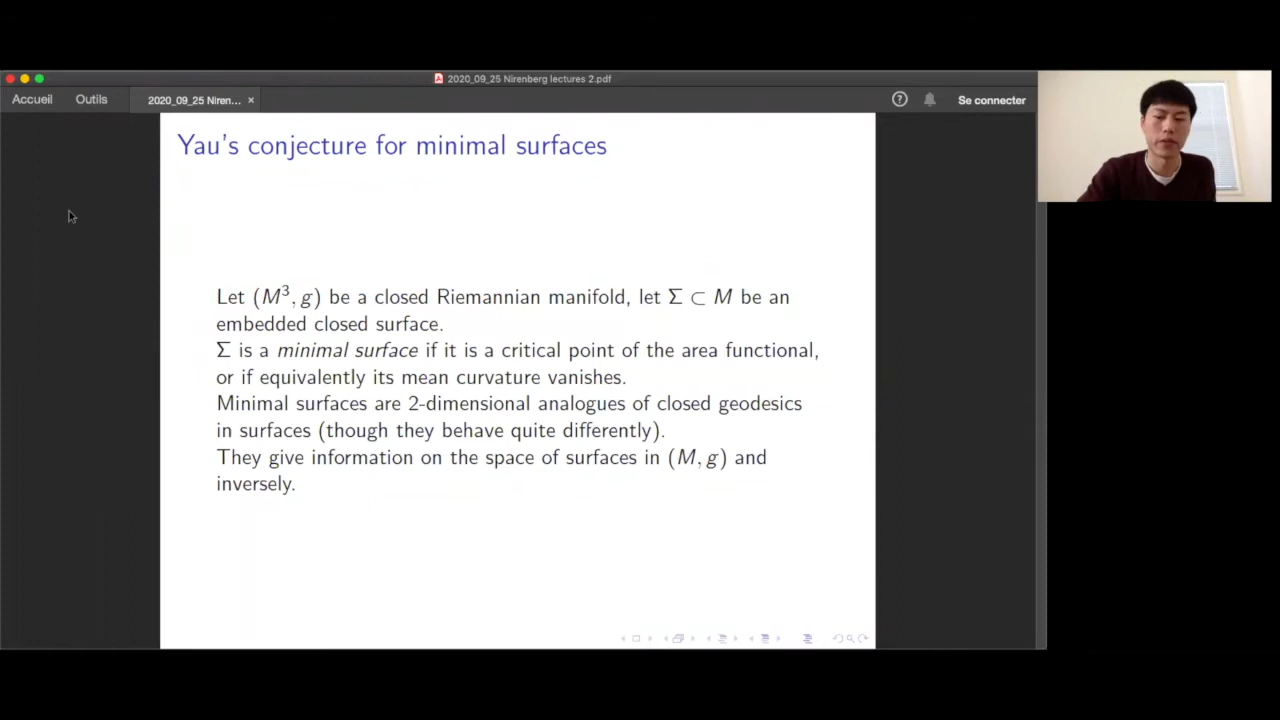 2020_09_25 Nirenberg lectures 2.pdf
Accueil Outils 2020_09_25 Niren... × ? Se connecter
Yau's conjecture for minimal surfaces
Let (M³, g) be a closed Riemannian manifold, let Σ ⊂ M be an
embedded closed surface.
Σ is a minimal surface if it is a critical point of the area functional,
or if equivalently its mean curvature vanishes.
Minimal surfaces are 2-dimensional analogues of closed geodesics
in surfaces (though they behave quite differently).
They give information on the space of surfaces in (M, g) and
inversely.